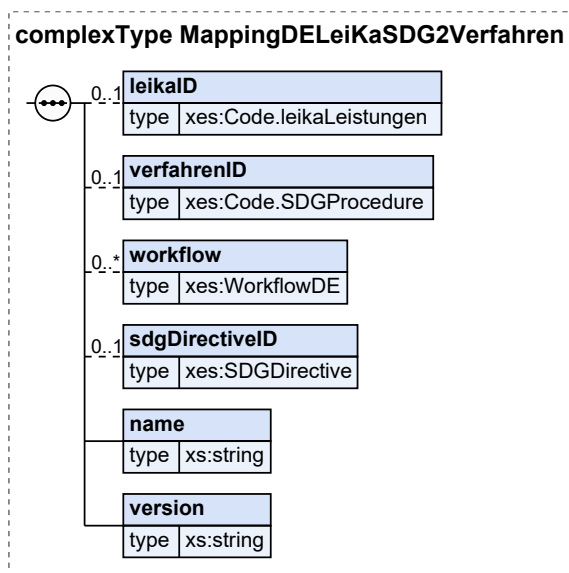 complexType MappingDELeiKaSDG2Verfahren
0..1 leikaID
type xes:Code.leikaLeistungen
0..1 verfahrenID
type xes:Code.SDGProcedure
0..* workflow
type xes:WorkflowDE
0..1 sdgDirectiveID
type xes:SDGDirective
name
type xs:string
version
type xs:string